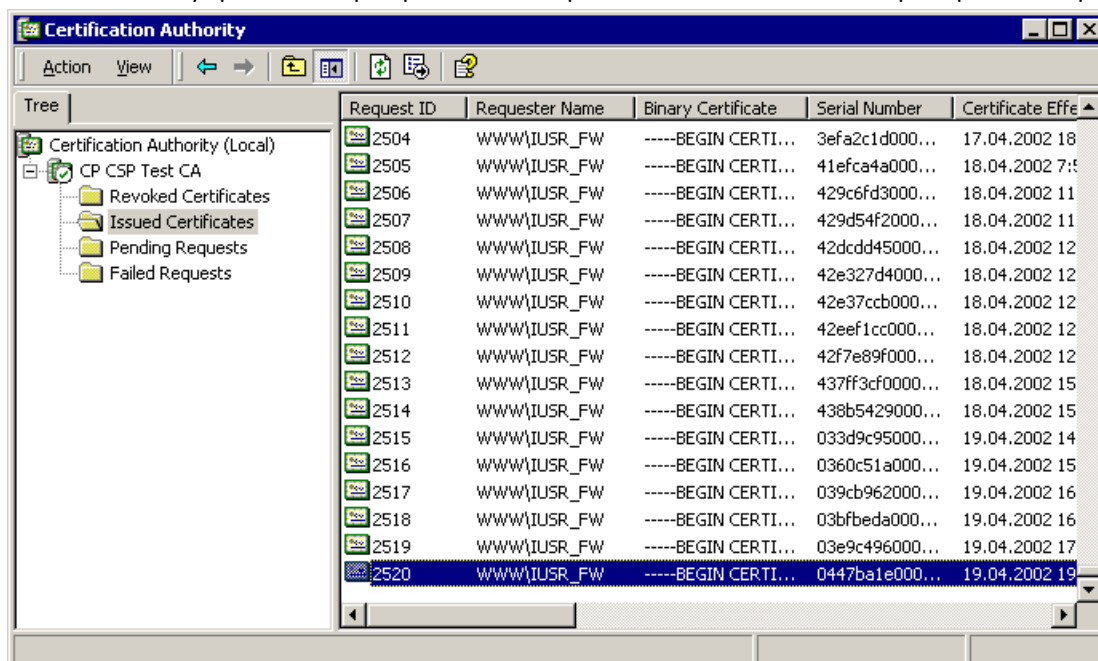 Certification Authority
Action View
Tree
Certification Authority (Local)
CP CSP Test CA
Revoked Certificates
Issued Certificates
Pending Requests
Failed Requests
Request ID Requester Name Binary Certificate Serial Number Certificate Effe
2504 WWW\IUSR_FW -----BEGIN CERTI... 3efa2c1d000... 17.04.2002 18
2505 WWW\IUSR_FW -----BEGIN CERTI... 41efca4a000... 18.04.2002 7:5
2506 WWW\IUSR_FW -----BEGIN CERTI... 429c6fd3000... 18.04.2002 11
2507 WWW\IUSR_FW -----BEGIN CERTI... 429d54f2000... 18.04.2002 11
2508 WWW\IUSR_FW -----BEGIN CERTI... 42dcdd45000... 18.04.2002 12
2509 WWW\IUSR_FW -----BEGIN CERTI... 42e327d4000... 18.04.2002 12
2510 WWW\IUSR_FW -----BEGIN CERTI... 42e37ccb000... 18.04.2002 12
2511 WWW\IUSR_FW -----BEGIN CERTI... 42eef1cc000... 18.04.2002 12
2512 WWW\IUSR_FW -----BEGIN CERTI... 42f7e89f000... 18.04.2002 12
2513 WWW\IUSR_FW -----BEGIN CERTI... 437ff3cf0000... 18.04.2002 15
2514 WWW\IUSR_FW -----BEGIN CERTI... 438b5429000... 18.04.2002 15
2515 WWW\IUSR_FW -----BEGIN CERTI... 033d9c95000... 19.04.2002 14
2516 WWW\IUSR_FW -----BEGIN CERTI... 0360c51a000... 19.04.2002 15
2517 WWW\IUSR_FW -----BEGIN CERTI... 039cb962000... 19.04.2002 16
2518 WWW\IUSR_FW -----BEGIN CERTI... 03bfbeda000... 19.04.2002 16
2519 WWW\IUSR_FW -----BEGIN CERTI... 03e9c496000... 19.04.2002 17
2520 WWW\IUSR_FW -----BEGIN CERTI... 0447ba1e000... 19.04.2002 19